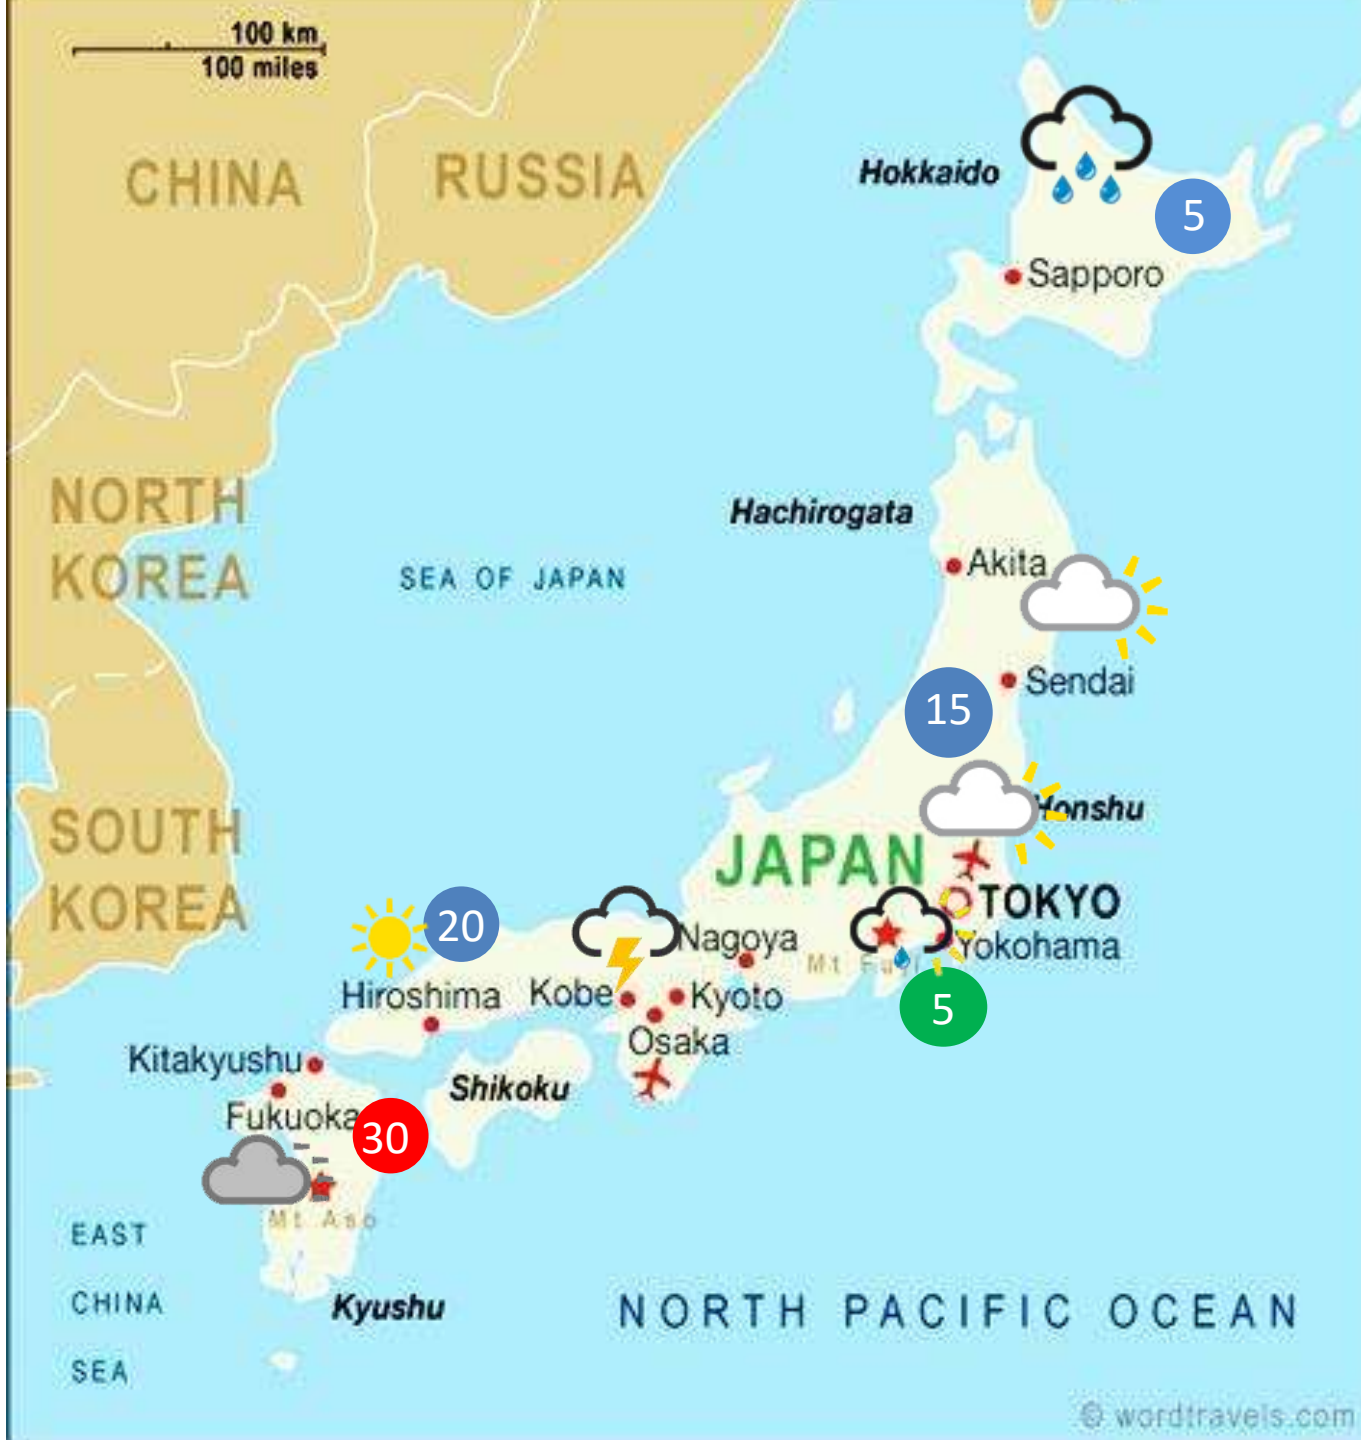 100 km
100 miles
CHINA
RUSSIA
Hokkaido
5
Sapporo
NORTH
KOREA
Hachirogata
SEA OF JAPAN
Akita
Sendai
15
SOUTH
KOREA
Honshu
JAPAN
TOKYO
20
Nagoya
Yokohama
Mt Fuji
Hiroshima
Kobe
Kyoto
5
Osaka
Kitakyushu
Shikoku
Fukuoka
30
Mt Aso
EAST
CHINA
SEA
Kyushu
NORTH PACIFIC OCEAN
© wordtravels.com